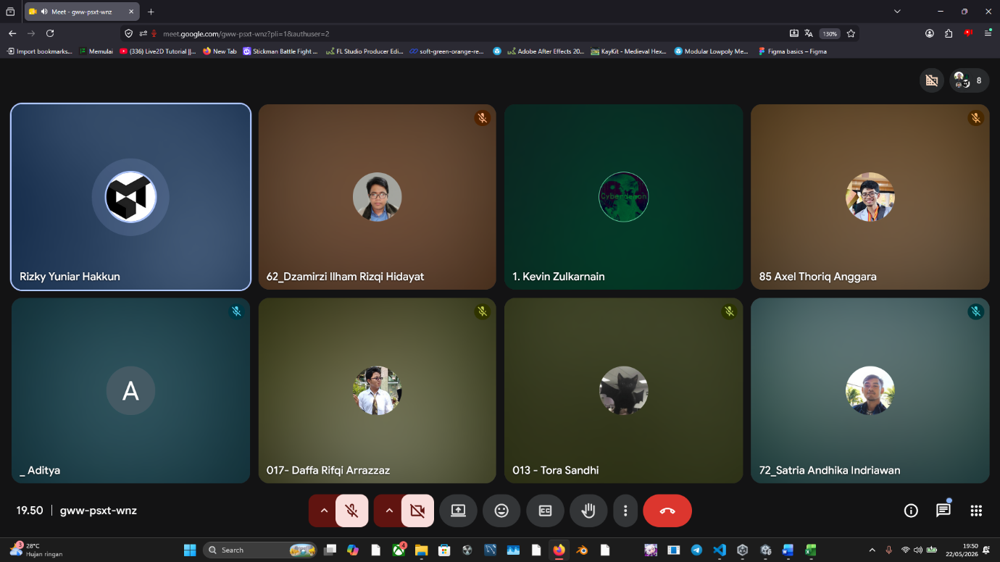 Meet - gww-psxt-wnz
meet.google.com/gww-psxt-wnz?pli=1&authuser=2
130%
Import bookmarks...
Memulai
(336) Live2D Tutorial ||...
New Tab
Stickman Battle Fight ...
FL Studio Producer Edi...
soft-green-orange-re...
Adobe After Effects 20...
KayKit - Medieval Hex...
Modular Lowpoly Me...
Figma basics – Figma
8
Rizky Yuniar Hakkun
62_Dzamirzi Ilham Rizqi Hidayat
Cyberdemon
1. Kevin Zulkarnain
85 Axel Thoriq Anggara
A
_ Aditya
017- Daffa Rifqi Arrazzaz
013 - Tora Sandhi
72_Satria Andhika Indriawan
19.50
gww-psxt-wnz
3
28°C
Hujan ringan
Search
4
19:50
22/05/2026